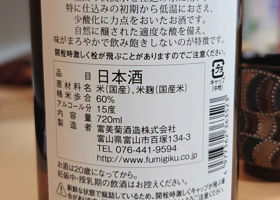 特に仕込みの初期から低温におさえ、
少酸化に力点をおいたお酒です。
自然に醸された適度な酸を備え、
味がまろやかで飲み飽きしないのが特徴です。
開栓時激しく栓が飛ぶことがありますのでご注意ください。
品目 日本酒
原材料 米(国産)、米麹(国産米)
精米歩合 60%
アルコール分 15度
容量 720ml
製造者 富美菊酒造株式会社
富山県富山市百塚134-3
TEL 076-441-9594
http://www.fumigiku.co.jp
お酒は20歳になってから。
妊娠中・授乳期の飲酒はお控えください。